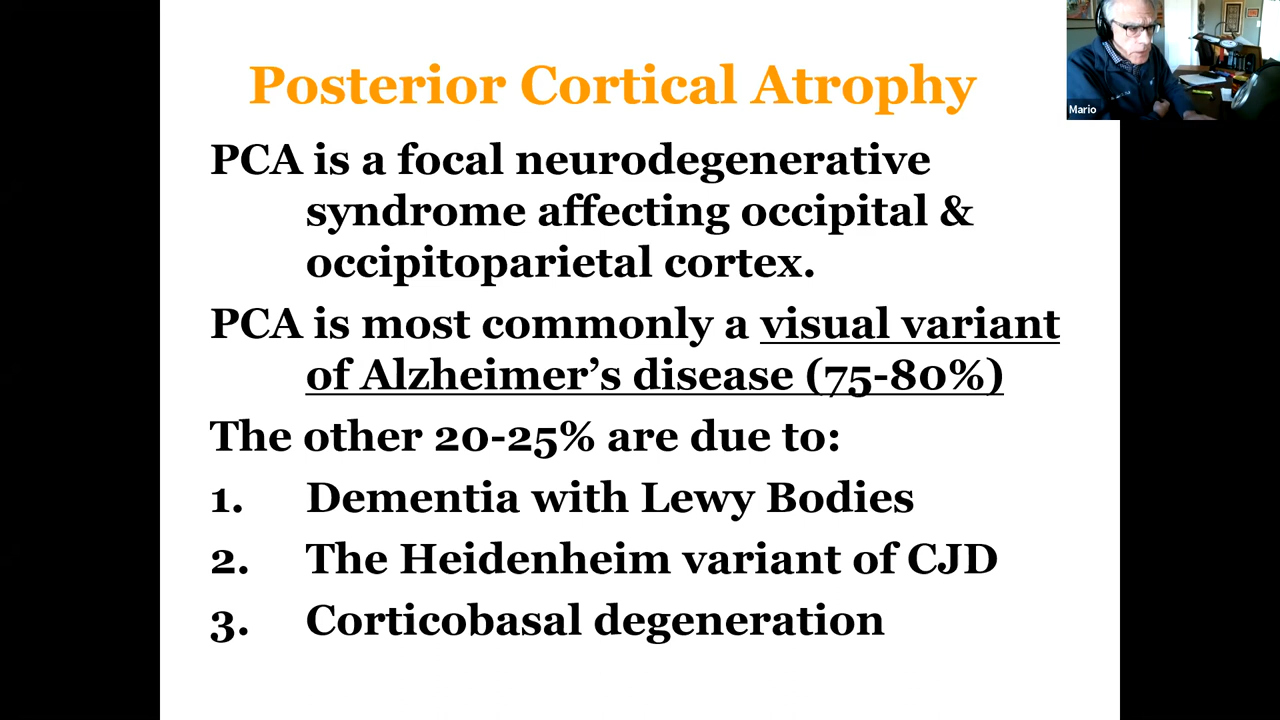 Posterior Cortical Atrophy
Mario
PCA is a focal neurodegenerative
syndrome affecting occipital &
occipitoparietal cortex.
PCA is most commonly a visual variant
of Alzheimer’s disease (75-80%)
The other 20-25% are due to:
1. Dementia with Lewy Bodies
2. The Heidenheim variant of CJD
3. Corticobasal degeneration